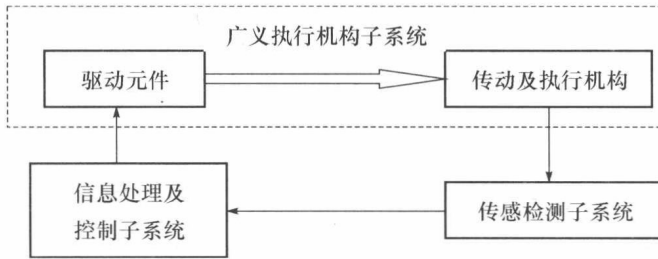 广义执行机构子系统
驱动元件
传动及执行机构
信息处理及
控制子系统
传感检测子系统